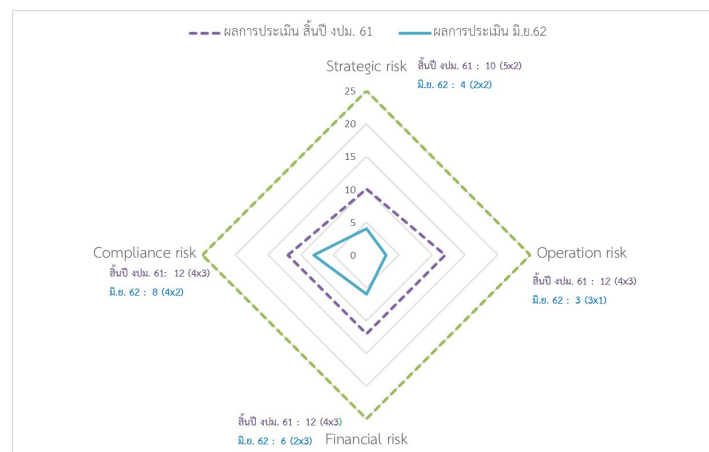 ผลการประเมิน สิ้นปี งปม. 61
ผลการประเมิน มิ.ย.62
Strategic risk
สิ้นปี งปม. 61 : 10 (5x2)
มิ.ย. 62 : 4 (2x2)
25
20
15
10
5
0
Compliance risk
สิ้นปี งปม. 61: 12 (4x3)
มิ.ย. 62 : 8 (4x2)
Operation risk
สิ้นปี งปม. 61 : 12 (4x3)
มิ.ย. 62 : 3 (3x1)
สิ้นปี งปม. 61 : 12 (4x3)
มิ.ย. 62 : 6 (2x3)
Financial risk